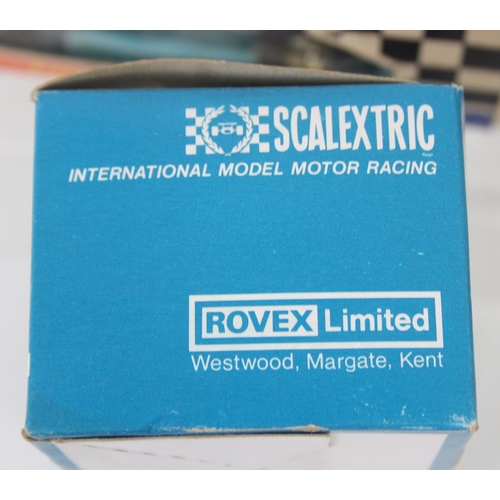 SCALEXTRIC
INTERNATIONAL MODEL MOTOR RACING
ROVEX Limited
Westwood, Margate, Kent